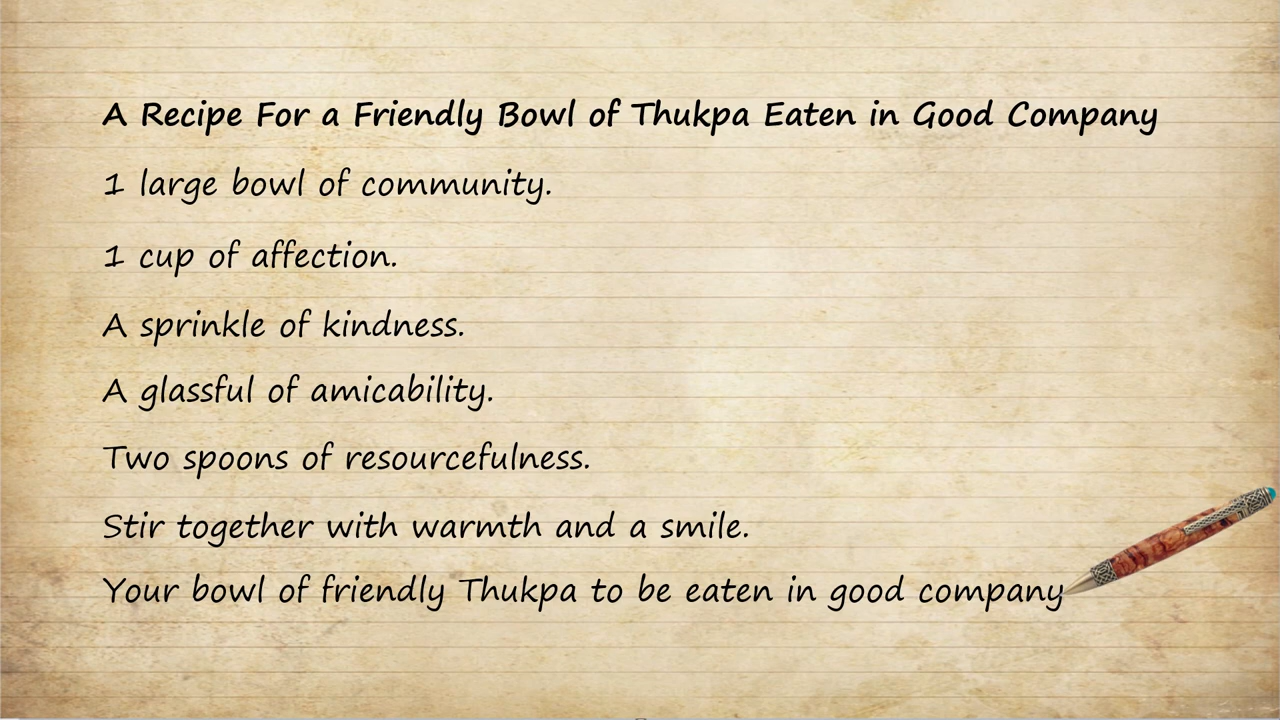 A Recipe For a Friendly Bowl of Thukpa Eaten in Good Company
1 large bowl of community.
1 cup of affection.
A sprinkle of kindness.
A glassful of amicability.
Two spoons of resourcefulness.
Stir together with warmth and a smile.
Your bowl of friendly Thukpa to be eaten in good company